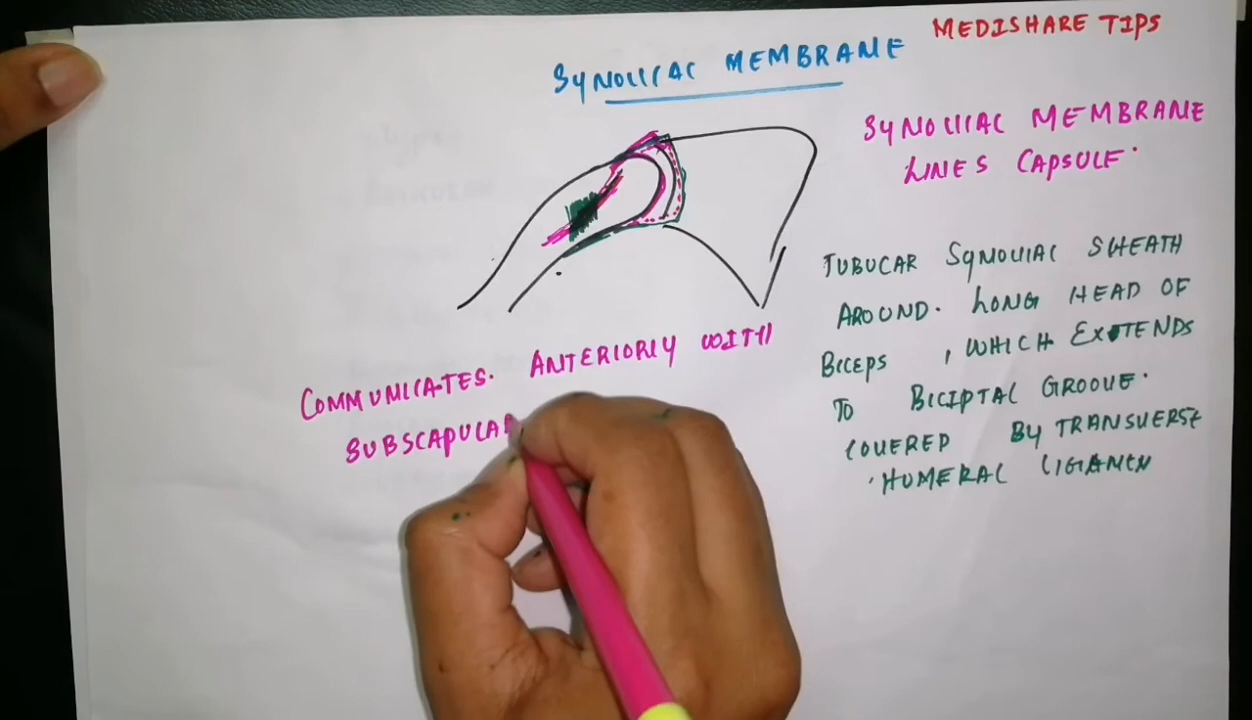 MEDISHARE TIPS
SYNOVIAL MEMBRANE
SYNOVIAL MEMBRANE
LINES CAPSULE.
TUBULAR SYNOVIAL SHEATH
AROUND. LONG HEAD OF
BICEPS , WHICH EXTENDS
TO BICIPTAL GROOVE.
COVERED BY TRANSVERSE
HUMERAL LIGAMEN
COMMUNICATES. ANTERIORLY WITH
SUBSCAPULAR